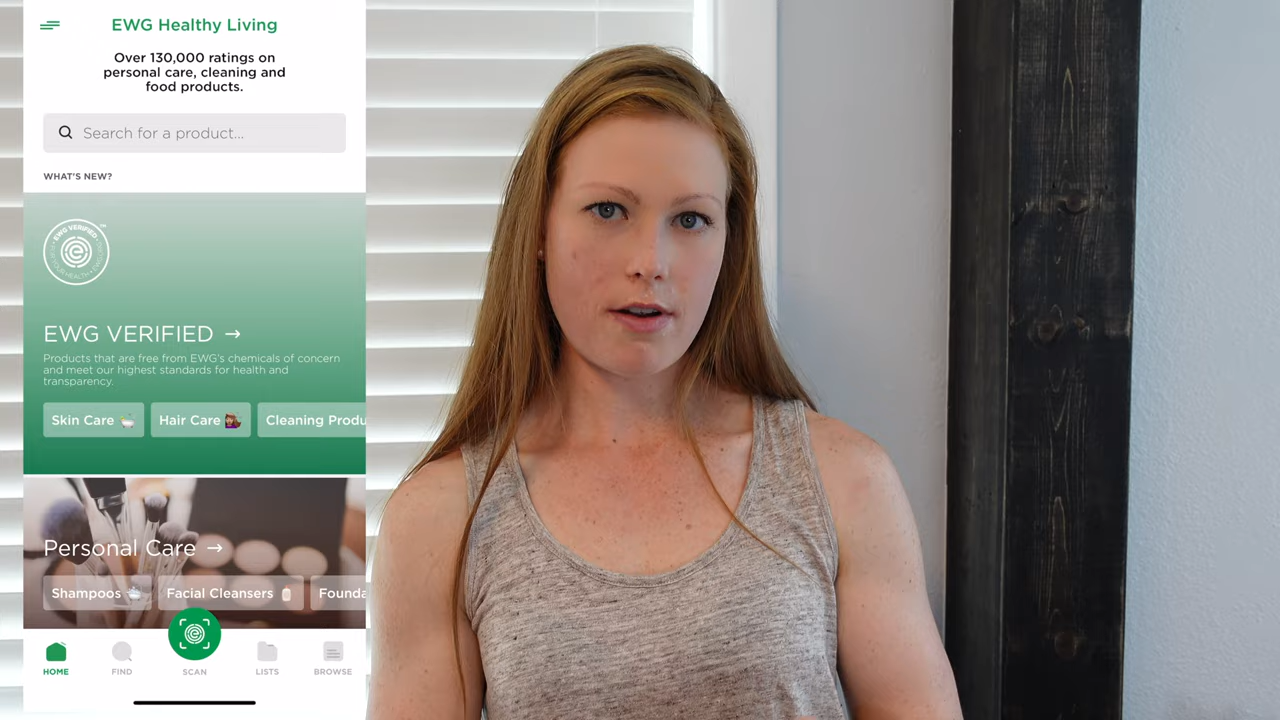 EWG Healthy Living
Over 130,000 ratings on
personal care, cleaning and
food products.
Search for a product...
WHAT'S NEW?
EWG VERIFIED
EWG VERIFIED →
Products that are free from EWG's chemicals of concern
and meet our highest standards for health and
transparency.
Skin Care
Hair Care
Cleaning Produ
Personal Care →
Shampoos
Facial Cleansers
Founda
HOME
FIND
SCAN
LISTS
BROWSE